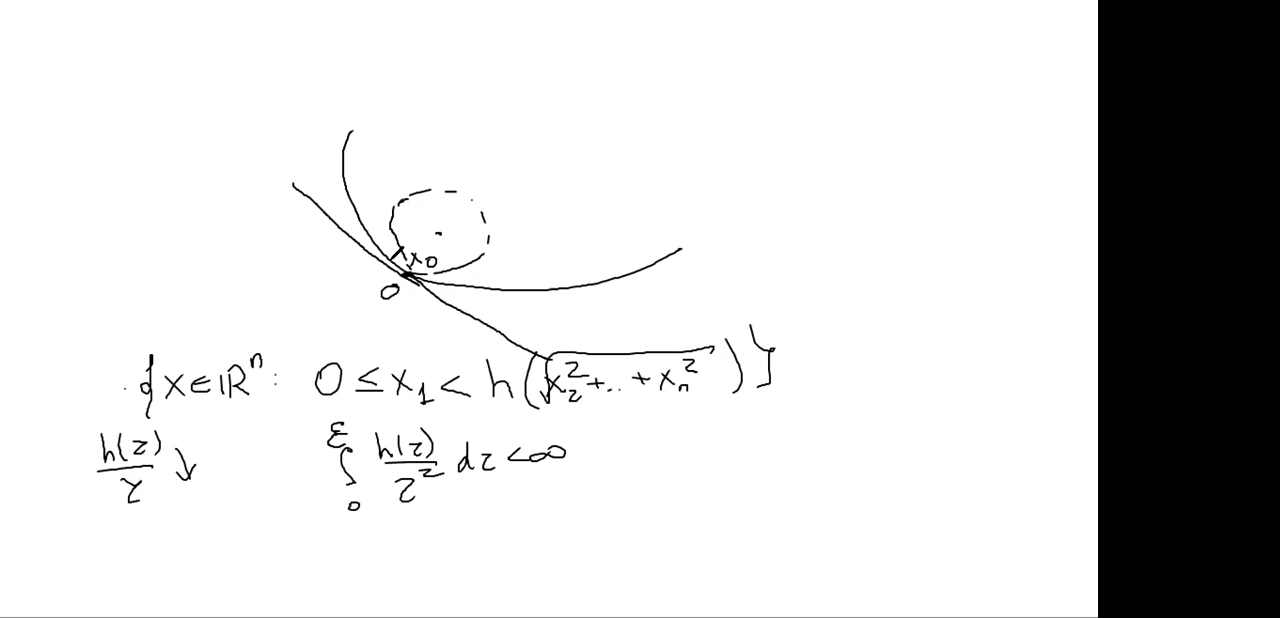 x₀
0
{x∈ℝⁿ: 0 ≤ x₁ < h(√(x₂²+..+xₙ²))}
h(z)/z ↓ ∫₀^ε h(z)/z² dz < ∞